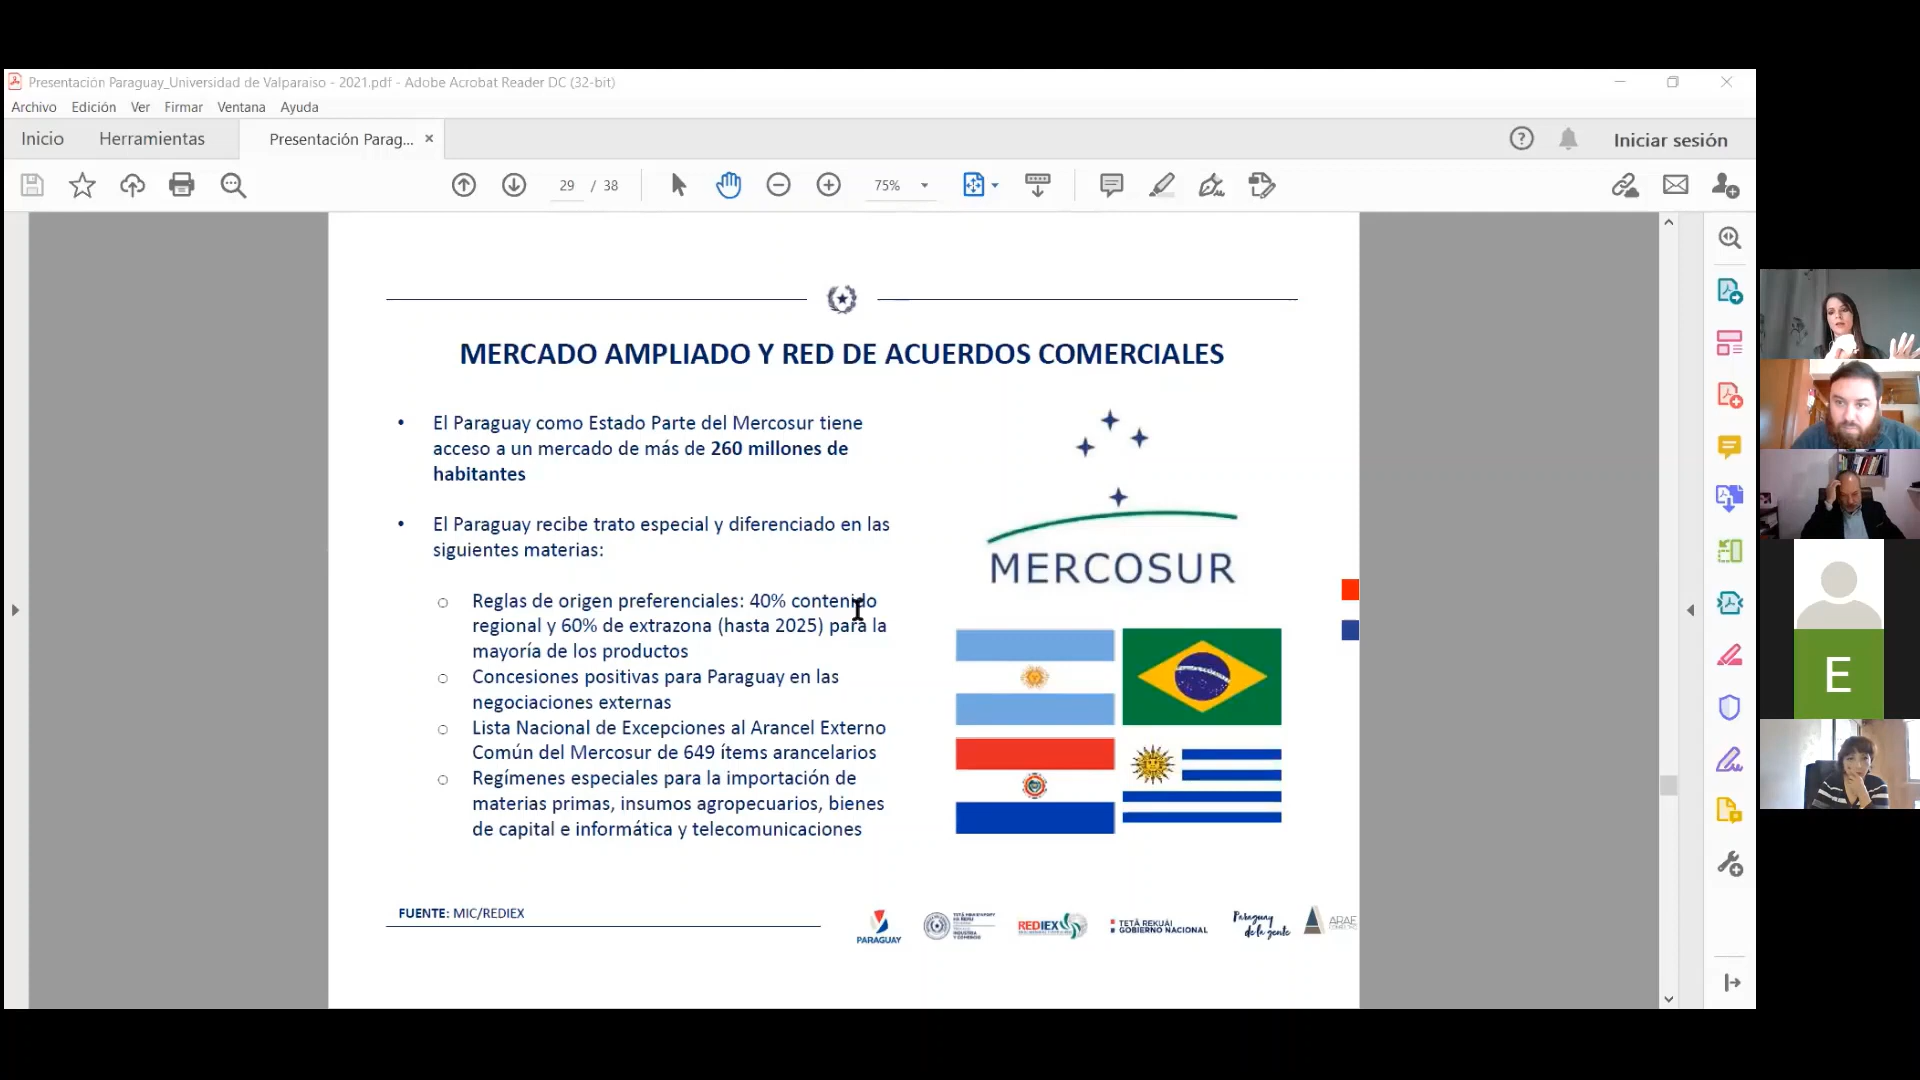 Presentación Paraguay_Universidad de Valparaiso - 2021.pdf - Adobe Acrobat Reader DC (32-bit)
Archivo Edición Ver Firmar Ventana Ayuda
Inicio Herramientas Presentación Parag... Iniciar sesión
29 / 38 75%
MERCADO AMPLIADO Y RED DE ACUERDOS COMERCIALES
• El Paraguay como Estado Parte del Mercosur tiene
acceso a un mercado de más de 260 millones de
habitantes
• El Paraguay recibe trato especial y diferenciado en las
siguientes materias:
o Reglas de origen preferenciales: 40% contenido
regional y 60% de extrazona (hasta 2025) para la
mayoría de los productos
o Concesiones positivas para Paraguay en las
negociaciones externas
o Lista Nacional de Excepciones al Arancel Externo
Común del Mercosur de 649 ítems arancelarios
o Regímenes especiales para la importación de
materias primas, insumos agropecuarios, bienes
de capital e informática y telecomunicaciones
MERCOSUR
FUENTE: MIC/REDIEX
PARAGUAY
REDIEX
TETÃ REKUÁI
GOBIERNO NACIONAL
Paraguay
de la gente
ARAE
E